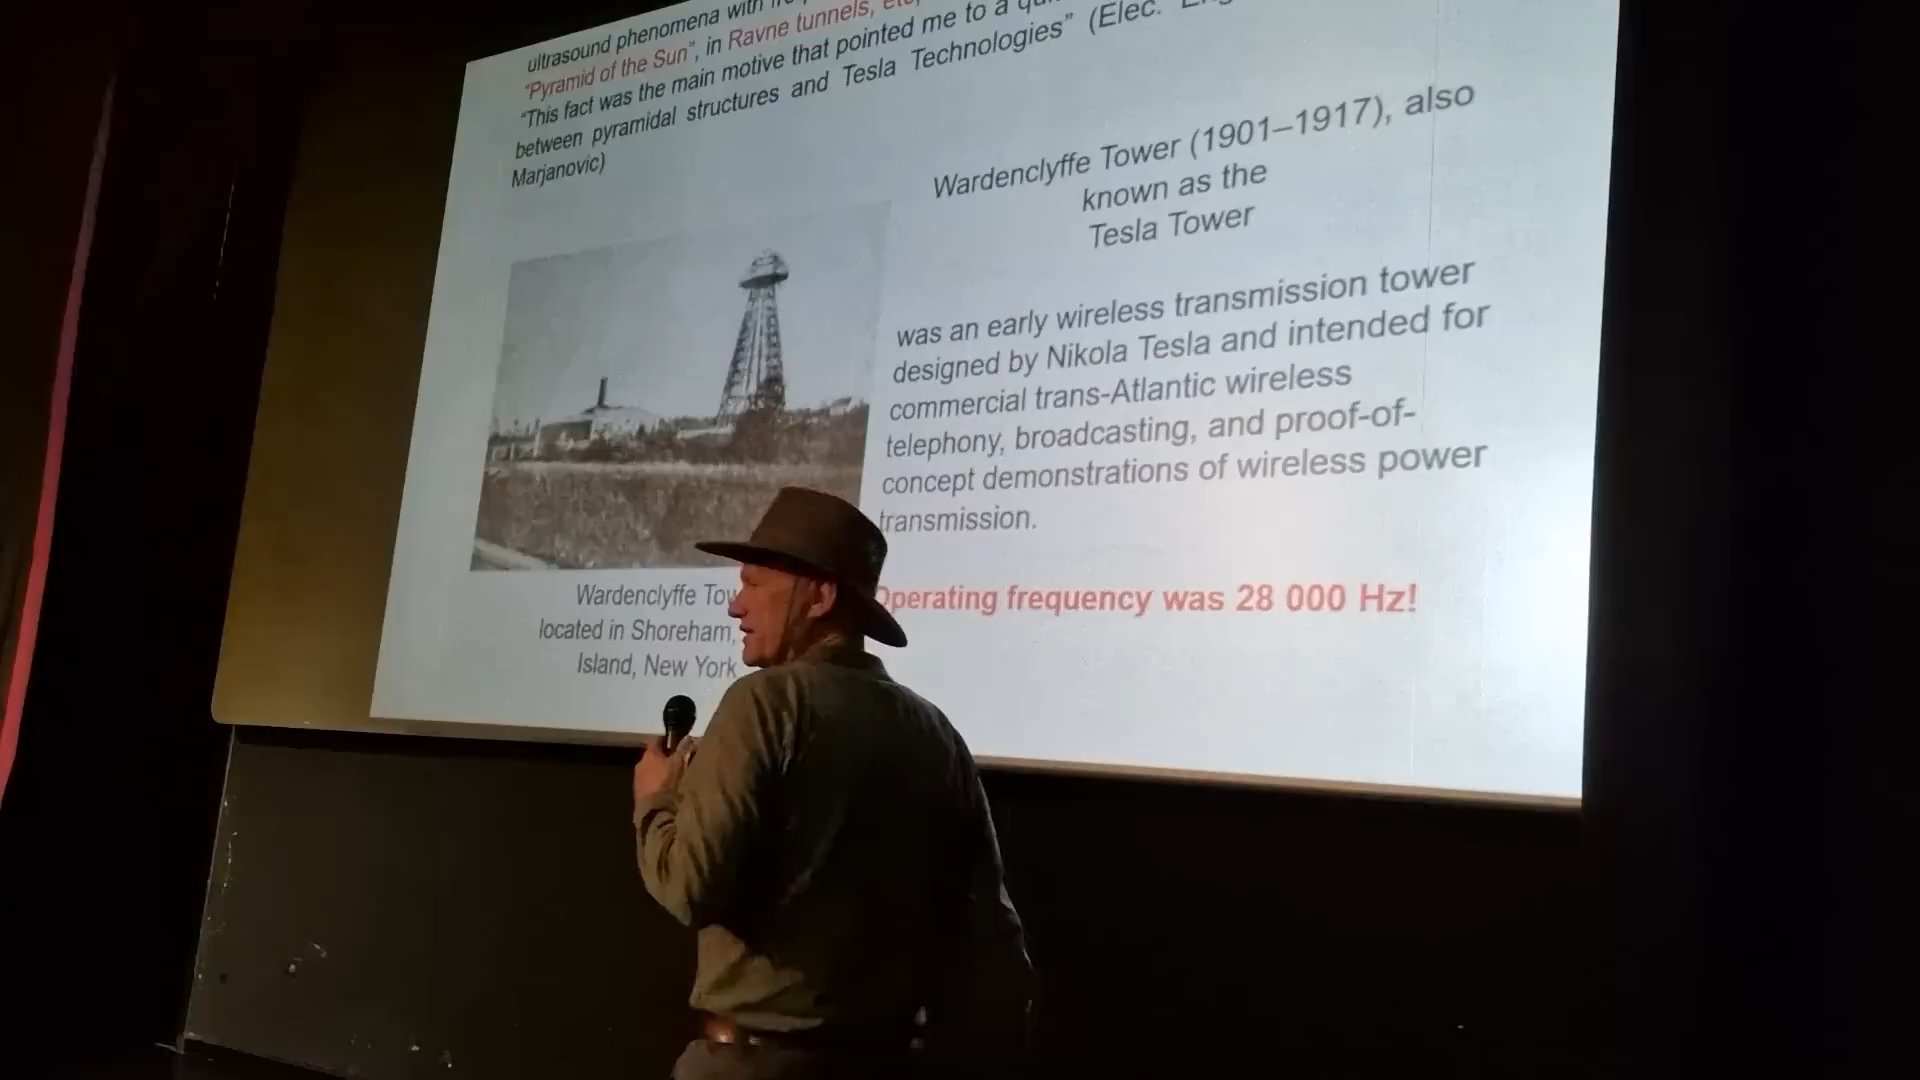 ultrasound phenomena with
"Pyramid of the Sun", in Ravne tunnels, etc,
"This fact was the main motive that pointed me to a
between pyramidal structures and Tesla Technologies" (Elec.
Marjanovic)
Wardenclyffe Tower (1901–1917), also
known as the
Tesla Tower
was an early wireless transmission tower
designed by Nikola Tesla and intended for
commercial trans-Atlantic wireless
telephony, broadcasting, and proof-of-
concept demonstrations of wireless power
transmission.
Wardenclyffe Tow
located in Shoreham,
Island, New York
Operating frequency was 28 000 Hz!